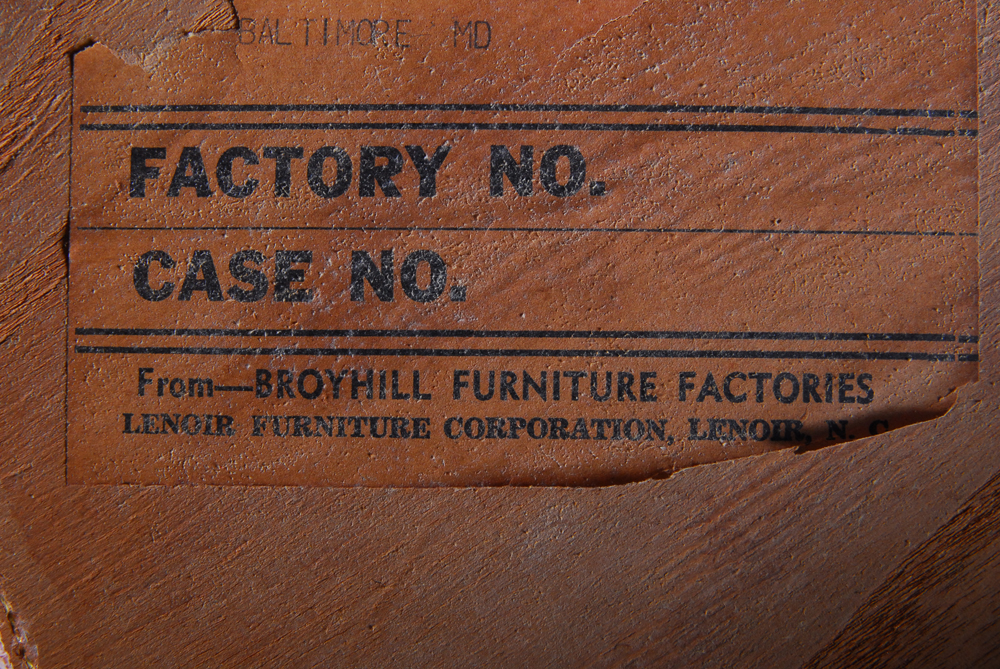 BALTIMORE MD
FACTORY NO.
CASE NO.
From—BROYHILL FURNITURE FACTORIES
LENOIR FURNITURE CORPORATION, LENOIR, N. C